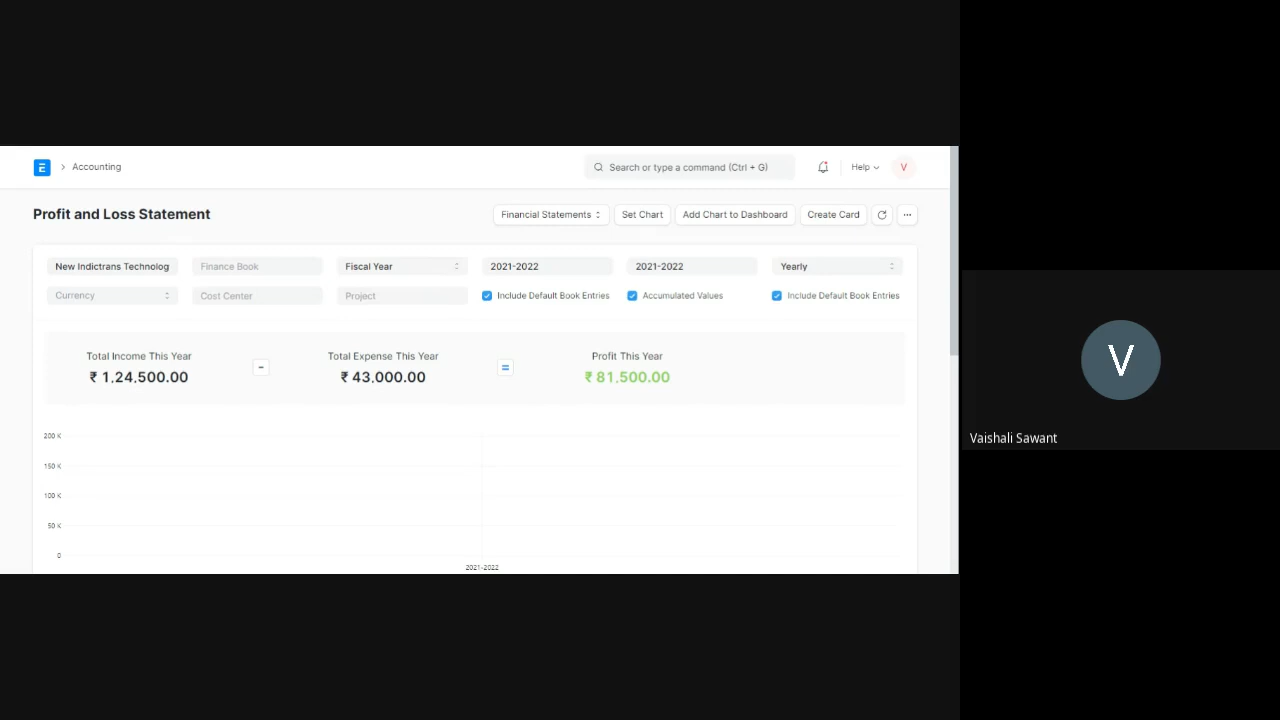 E > Accounting
Search or type a command (Ctrl + G)
Help
V
Profit and Loss Statement
Financial Statements
Set Chart
Add Chart to Dashboard
Create Card
...
New Indictrans Technolog
Finance Book
Fiscal Year
2021-2022
2021-2022
Yearly
Currency
Cost Center
Project
Include Default Book Entries
Accumulated Values
Include Default Book Entries
Total Income This Year
₹ 1,24,500.00
-
Total Expense This Year
₹ 43,000.00
=
Profit This Year
₹ 81,500.00
200 K
150 K
100 K
50 K
0
2021-2022
V
Vaishali Sawant